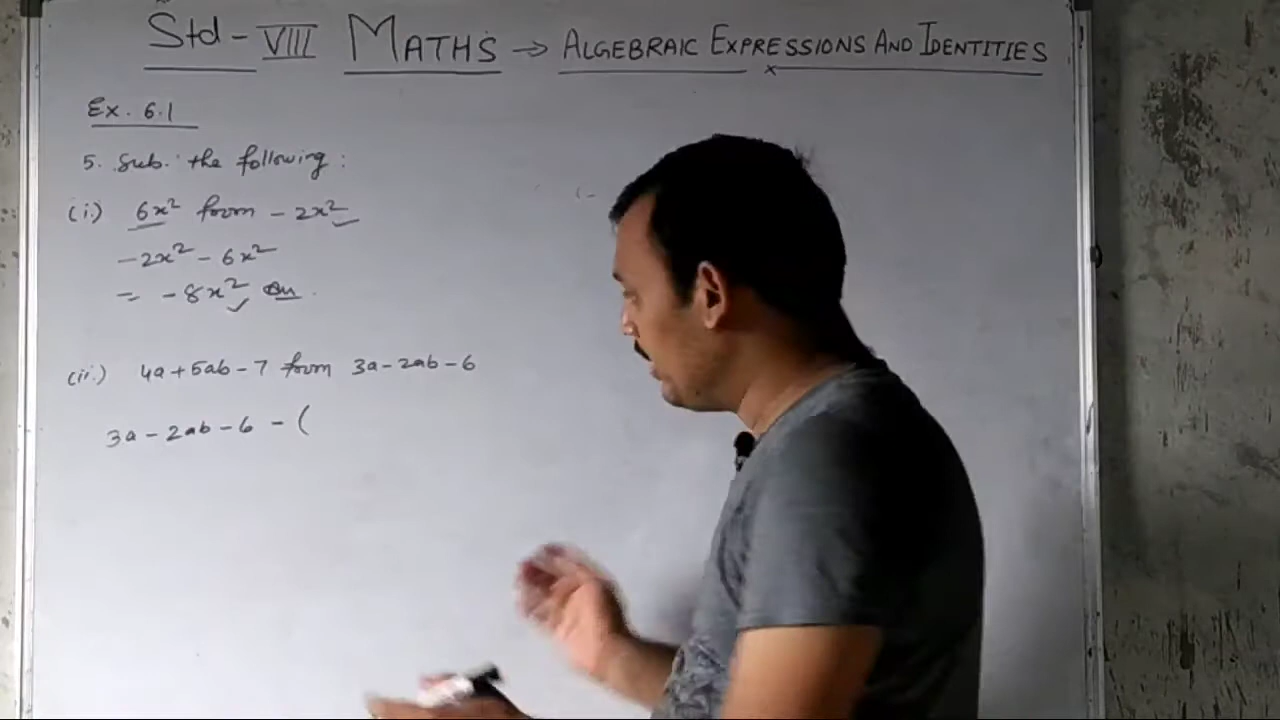 Std - VIII MATHS → ALGEBRAIC EXPRESSIONS AND IDENTITIES
Ex. 6.1
5. Sub. the following :
(i.) 6x² from - 2x²
- 2x² - 6x²
= - 8x² Ans.
(ii.) 4a + 5ab - 7 from 3a - 2ab - 6
3a - 2ab - 6 - (